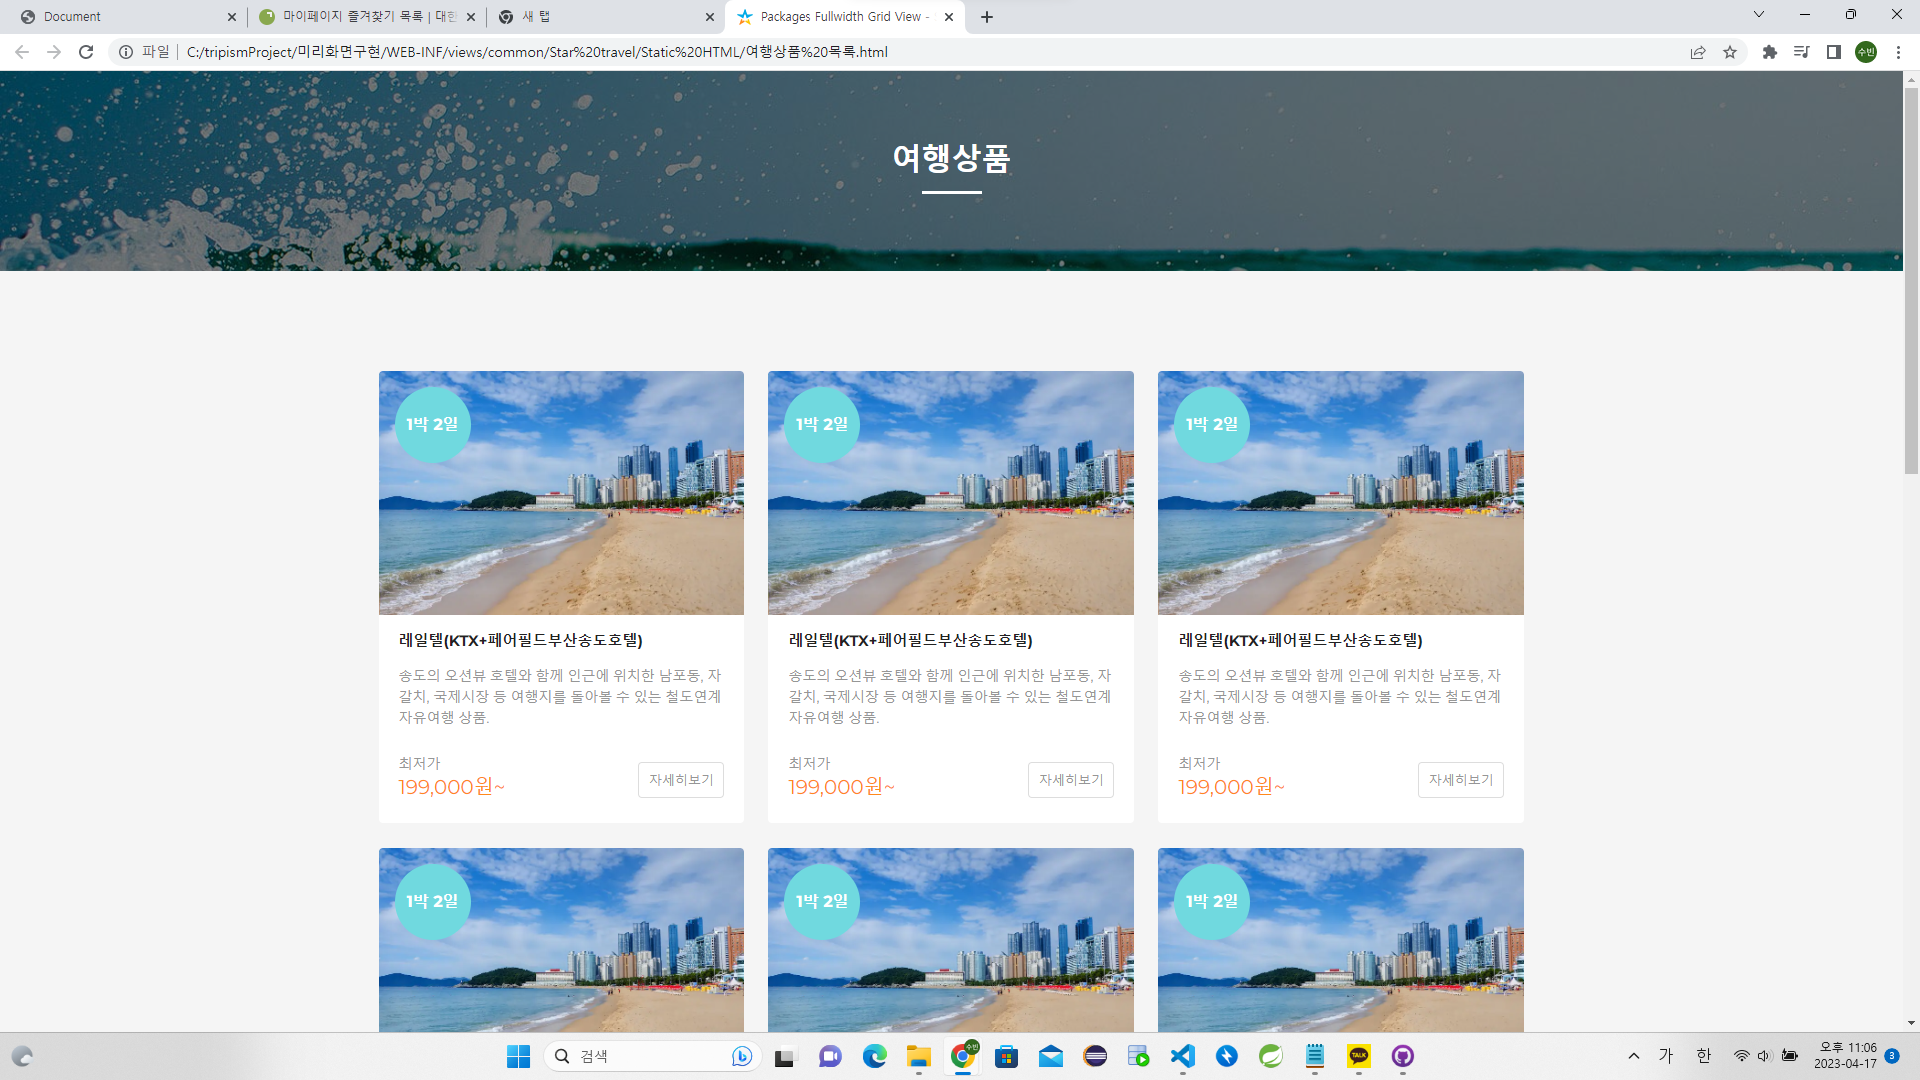 Document
마이페이지 즐겨찾기 목록 | 대한
새 탭
Packages Fullwidth Grid View -
파일
C:/tripismProject/미리화면구현/WEB-INF/views/common/Star%20travel/Static%20HTML/여행상품%20목록.html
수빈
여행상품
1박 2일
1박 2일
1박 2일
레일텔(KTX+페어필드부산송도호텔)
송도의 오션뷰 호텔와 함께 인근에 위치한 남포동, 자
갈치, 국제시장 등 여행지를 돌아볼 수 있는 철도연계
자유여행 상품.
최저가
199,000원~
자세히보기
레일텔(KTX+페어필드부산송도호텔)
송도의 오션뷰 호텔와 함께 인근에 위치한 남포동, 자
갈치, 국제시장 등 여행지를 돌아볼 수 있는 철도연계
자유여행 상품.
최저가
199,000원~
자세히보기
레일텔(KTX+페어필드부산송도호텔)
송도의 오션뷰 호텔와 함께 인근에 위치한 남포동, 자
갈치, 국제시장 등 여행지를 돌아볼 수 있는 철도연계
자유여행 상품.
최저가
199,000원~
자세히보기
1박 2일
1박 2일
1박 2일
검색
수빈
TALK
가
한
오후 11:06
2023-04-17
3